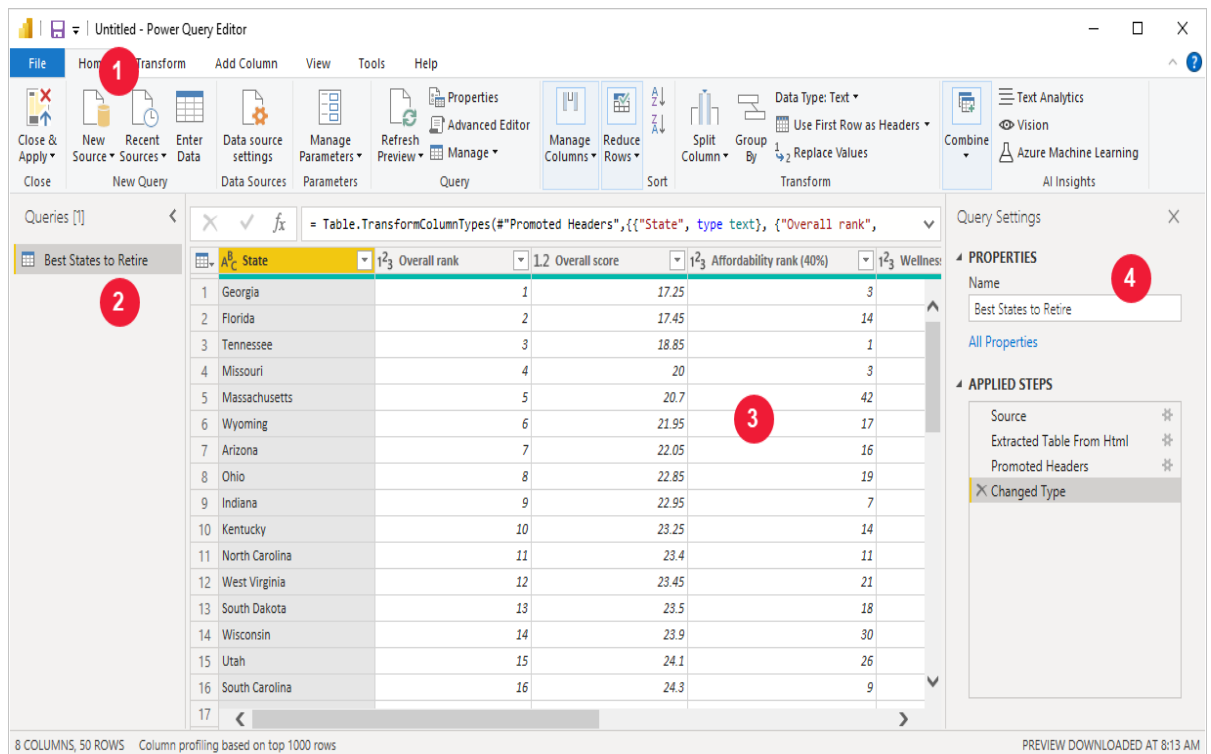 Untitled - Power Query Editor
File Home Transform Add Column View Tools Help
1
Close & Apply
New Source
Recent Sources
Enter Data
Data source settings
Manage Parameters
Refresh Preview
Properties
Advanced Editor
Manage
Manage Columns
Reduce Rows
Split Column
Group By
Data Type: Text
Use First Row as Headers
Replace Values
Combine
Text Analytics
Vision
Azure Machine Learning
Close New Query Data Sources Parameters Query Sort Transform AI Insights
Queries [1]
Best States to Retire
2
fx = Table.TransformColumnTypes(#"Promoted Headers",{{"State", type text}, {"Overall rank",
State Overall rank 1.2 Overall score Affordability rank (40%)
1 Georgia 1 17.25 3
2 Florida 2 17.45 14
3 Tennessee 3 18.85 1
4 Missouri 4 20 3
5 Massachusetts 5 20.7 42
6 Wyoming 6 21.95 17
7 Arizona 7 22.05 16
8 Ohio 8 22.85 19
9 Indiana 9 22.95 7
10 Kentucky 10 23.25 14
11 North Carolina 11 23.4 11
12 West Virginia 12 23.45 21
13 South Dakota 13 23.5 18
14 Wisconsin 14 23.9 30
15 Utah 15 24.1 26
16 South Carolina 16 24.3 9
17
3
Query Settings
PROPERTIES
Name
4
Best States to Retire
All Properties
APPLIED STEPS
Source
Extracted Table From Html
Promoted Headers
Changed Type
8 COLUMNS, 50 ROWS Column profiling based on top 1000 rows
PREVIEW DOWNLOADED AT 8:13 AM